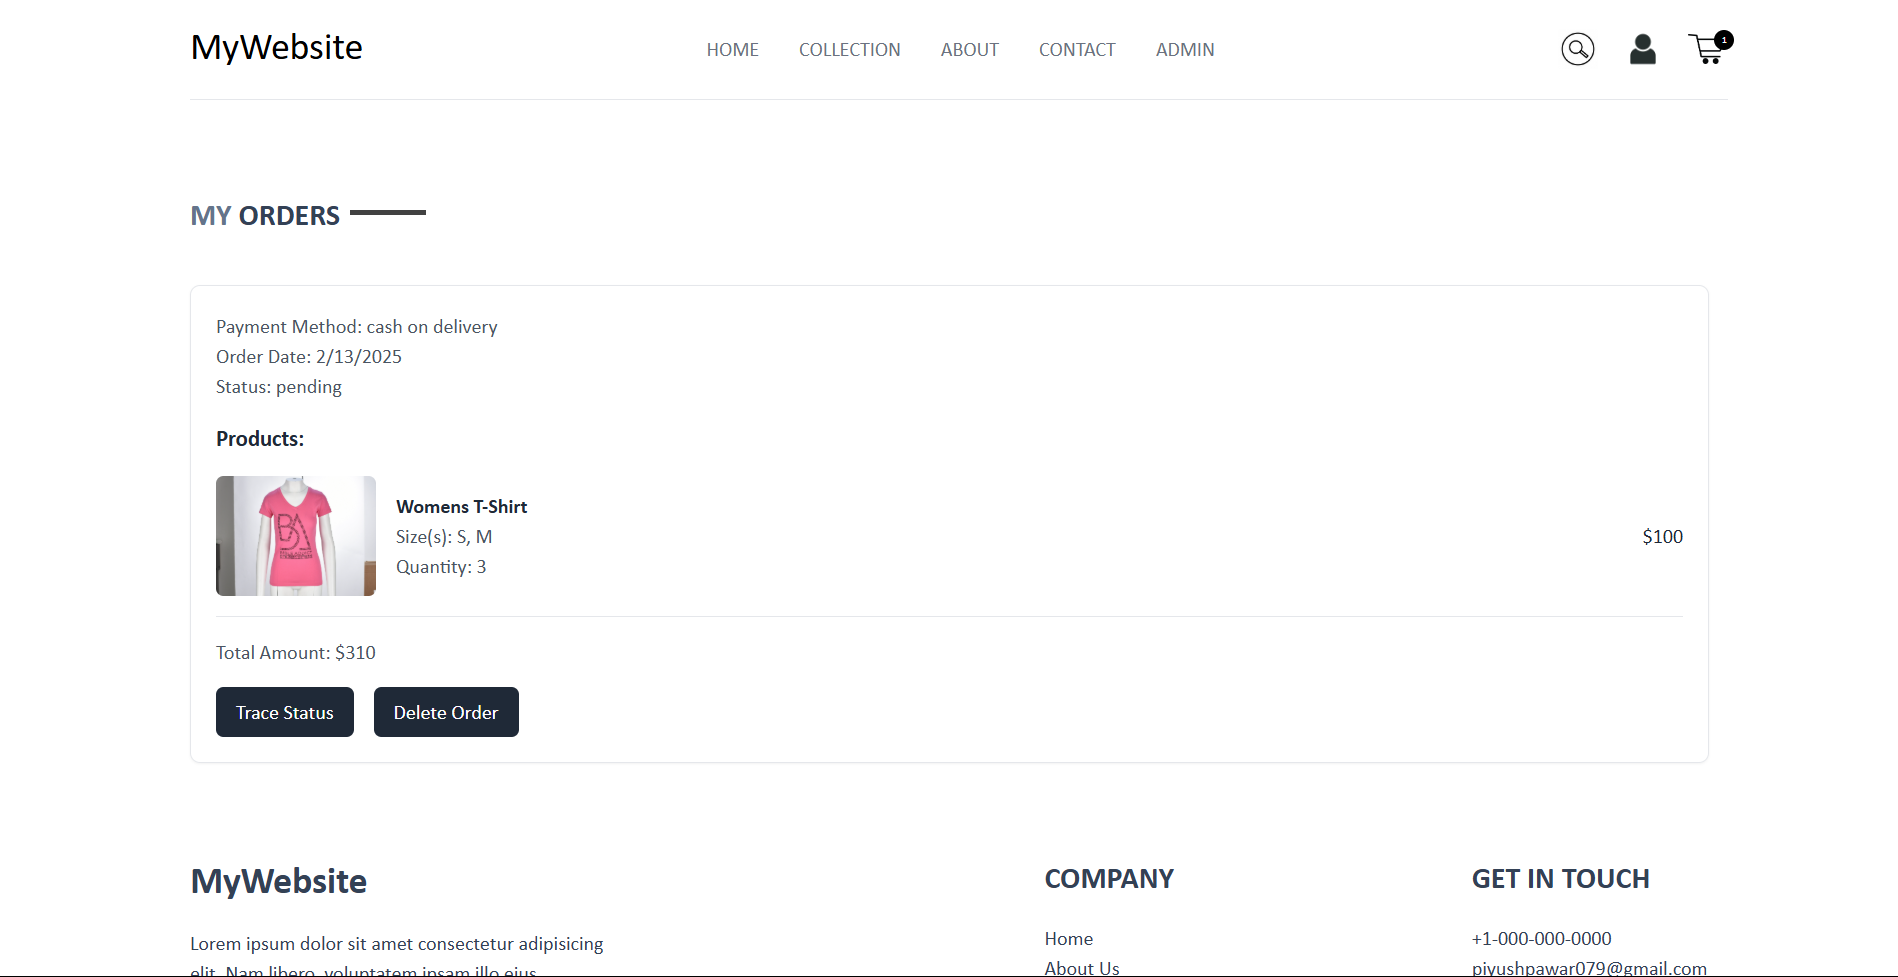 MyWebsite
HOME COLLECTION ABOUT CONTACT ADMIN
1
MY ORDERS
Payment Method: cash on delivery
Order Date: 2/13/2025
Status: pending
Products:
BA
Womens T-Shirt
Size(s): S, M
Quantity: 3
$100
Total Amount: $310
Trace Status
Delete Order
MyWebsite
Lorem ipsum dolor sit amet consectetur adipisicing
elit. Nam libero, voluptatem ipsam illo eius
COMPANY
Home
About Us
GET IN TOUCH
+1-000-000-0000
piyushpawar079@gmail.com